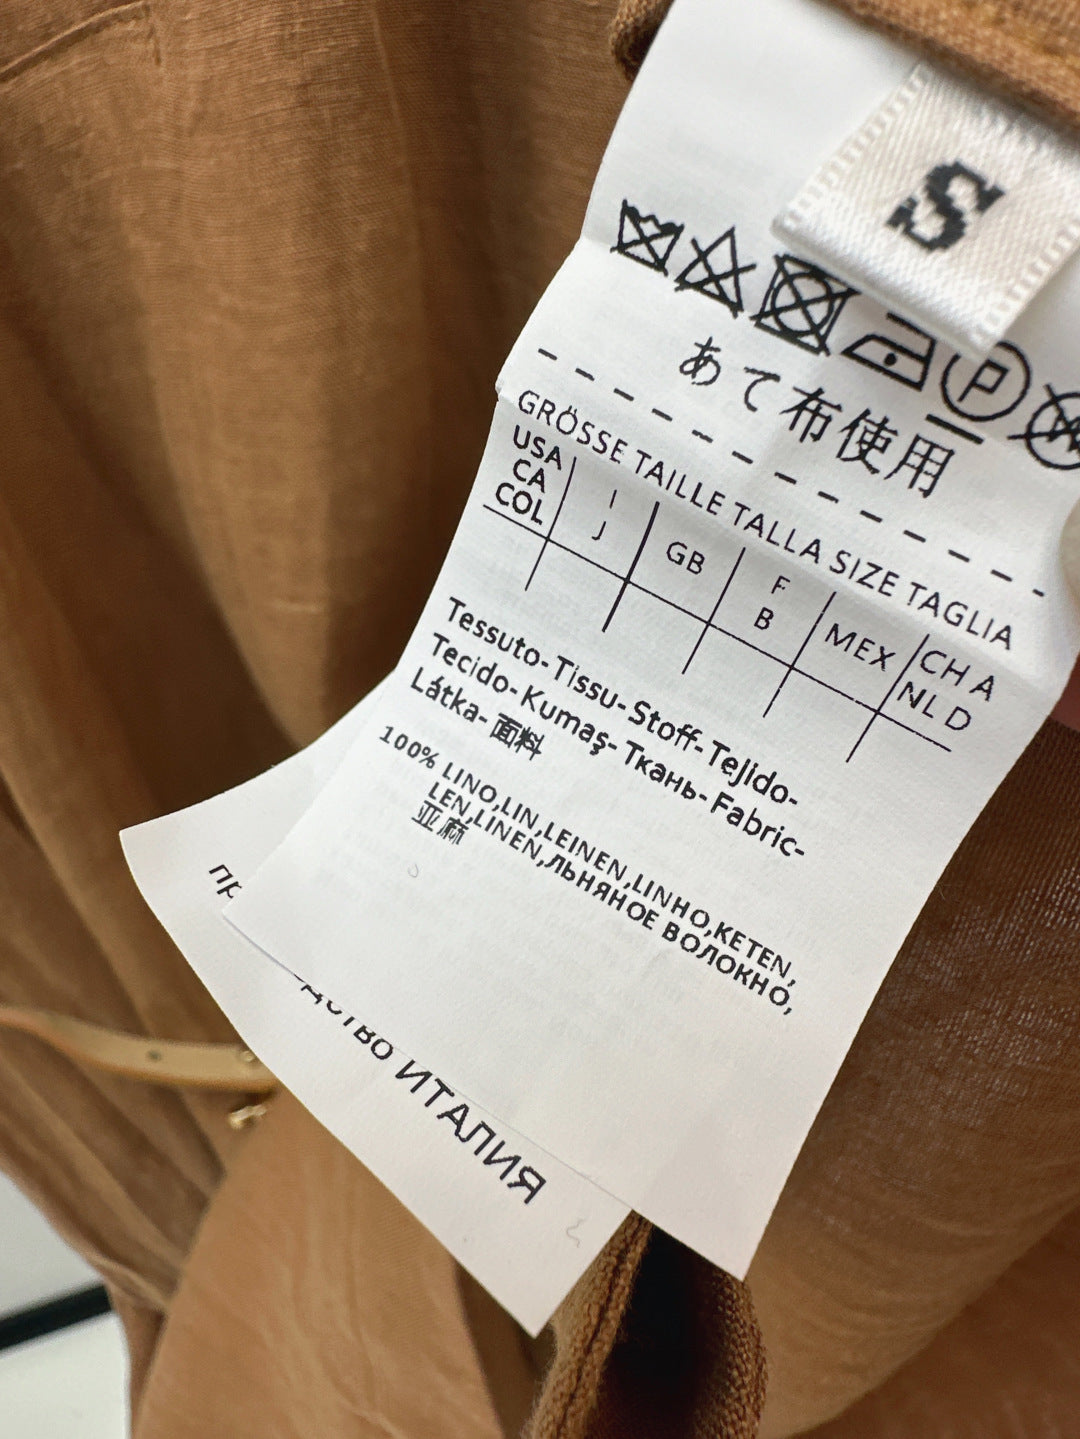 S
P
W
あて布使用
GRÖSSE TAILLE TALLA SIZE TAGLIA
USA CA COL
I J
GB
F B
MEX
CH A NL D
Tessuto-Tissu-Stoff-Tejido-
Tecido-Kumaş-Ткань-Fabric-
Látka-面料
100% LINO,LIN,LEINEN,LINHO,KETEN,
LEN,LINEN,ЛЬНЯНОЕ ВОЛОКНО,
亚麻
ИТАЛИЯ